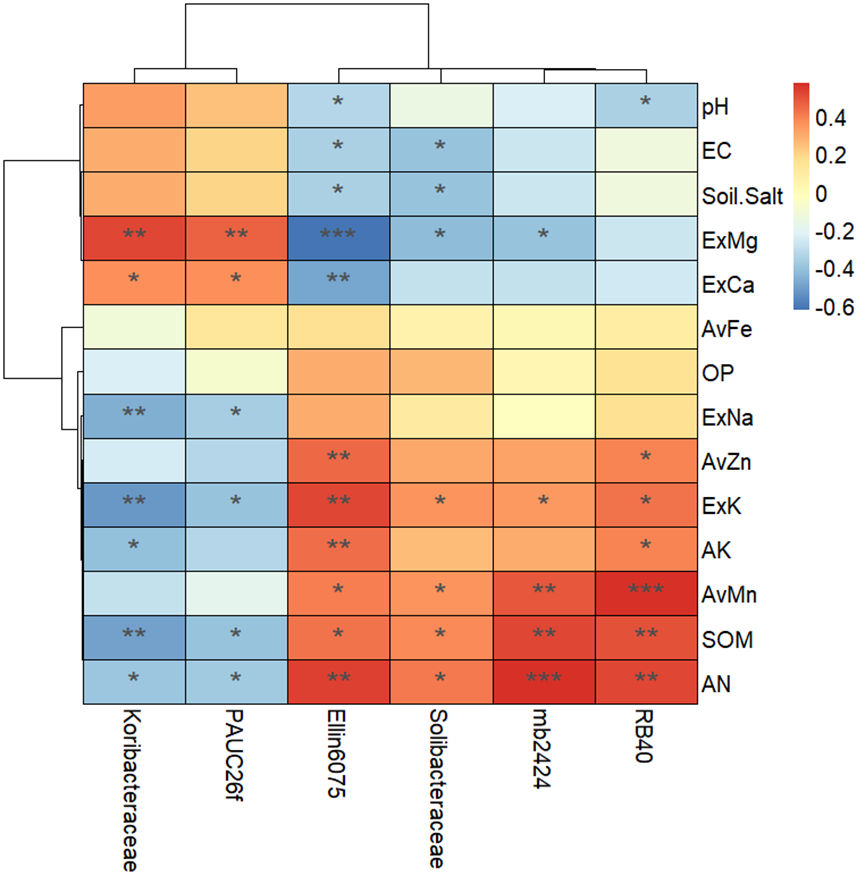 * * pH
* * EC
* * Soil.Salt
** ** *** * * ExMg
* * ** ExCa
AvFe
OP
** * ExNa
** * AvZn
** * ** * * * ExK
* ** * AK
* * ** *** AvMn
** * * * ** ** SOM
* * ** * *** ** AN
0.4
0.2
0
-0.2
-0.4
-0.6
Koribacteraceae
PAUC26f
Ellin6075
Solibacteraceae
mb2424
RB40